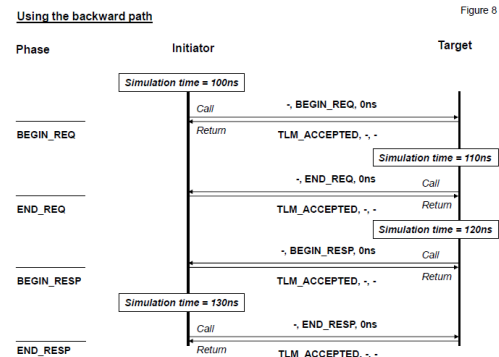 Using the backward path
Figure 8
Phase Initiator Target
Simulation time = 100ns
Call -, BEGIN_REQ, 0ns
BEGIN_REQ Return TLM_ACCEPTED, -, -
Simulation time = 110ns
-, END_REQ, 0ns Call
END_REQ TLM_ACCEPTED, -, - Return
Simulation time = 120ns
-, BEGIN_RESP, 0ns Call
BEGIN_RESP TLM_ACCEPTED, -, - Return
Simulation time = 130ns
Call -, END_RESP, 0ns
END_RESP Return TLM_ACCEPTED, -, -